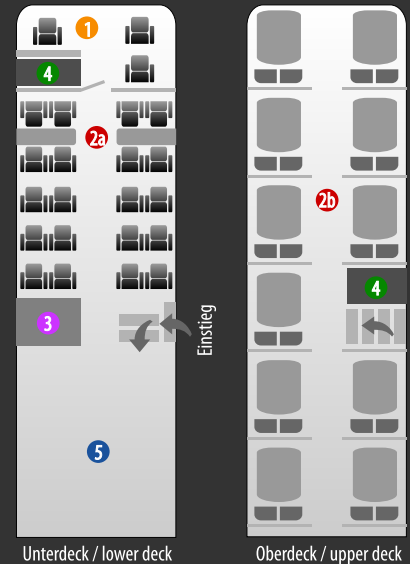 1
4
2a
2b
4
3
Einstieg
5
Unterdeck / lower deck
Oberdeck / upper deck